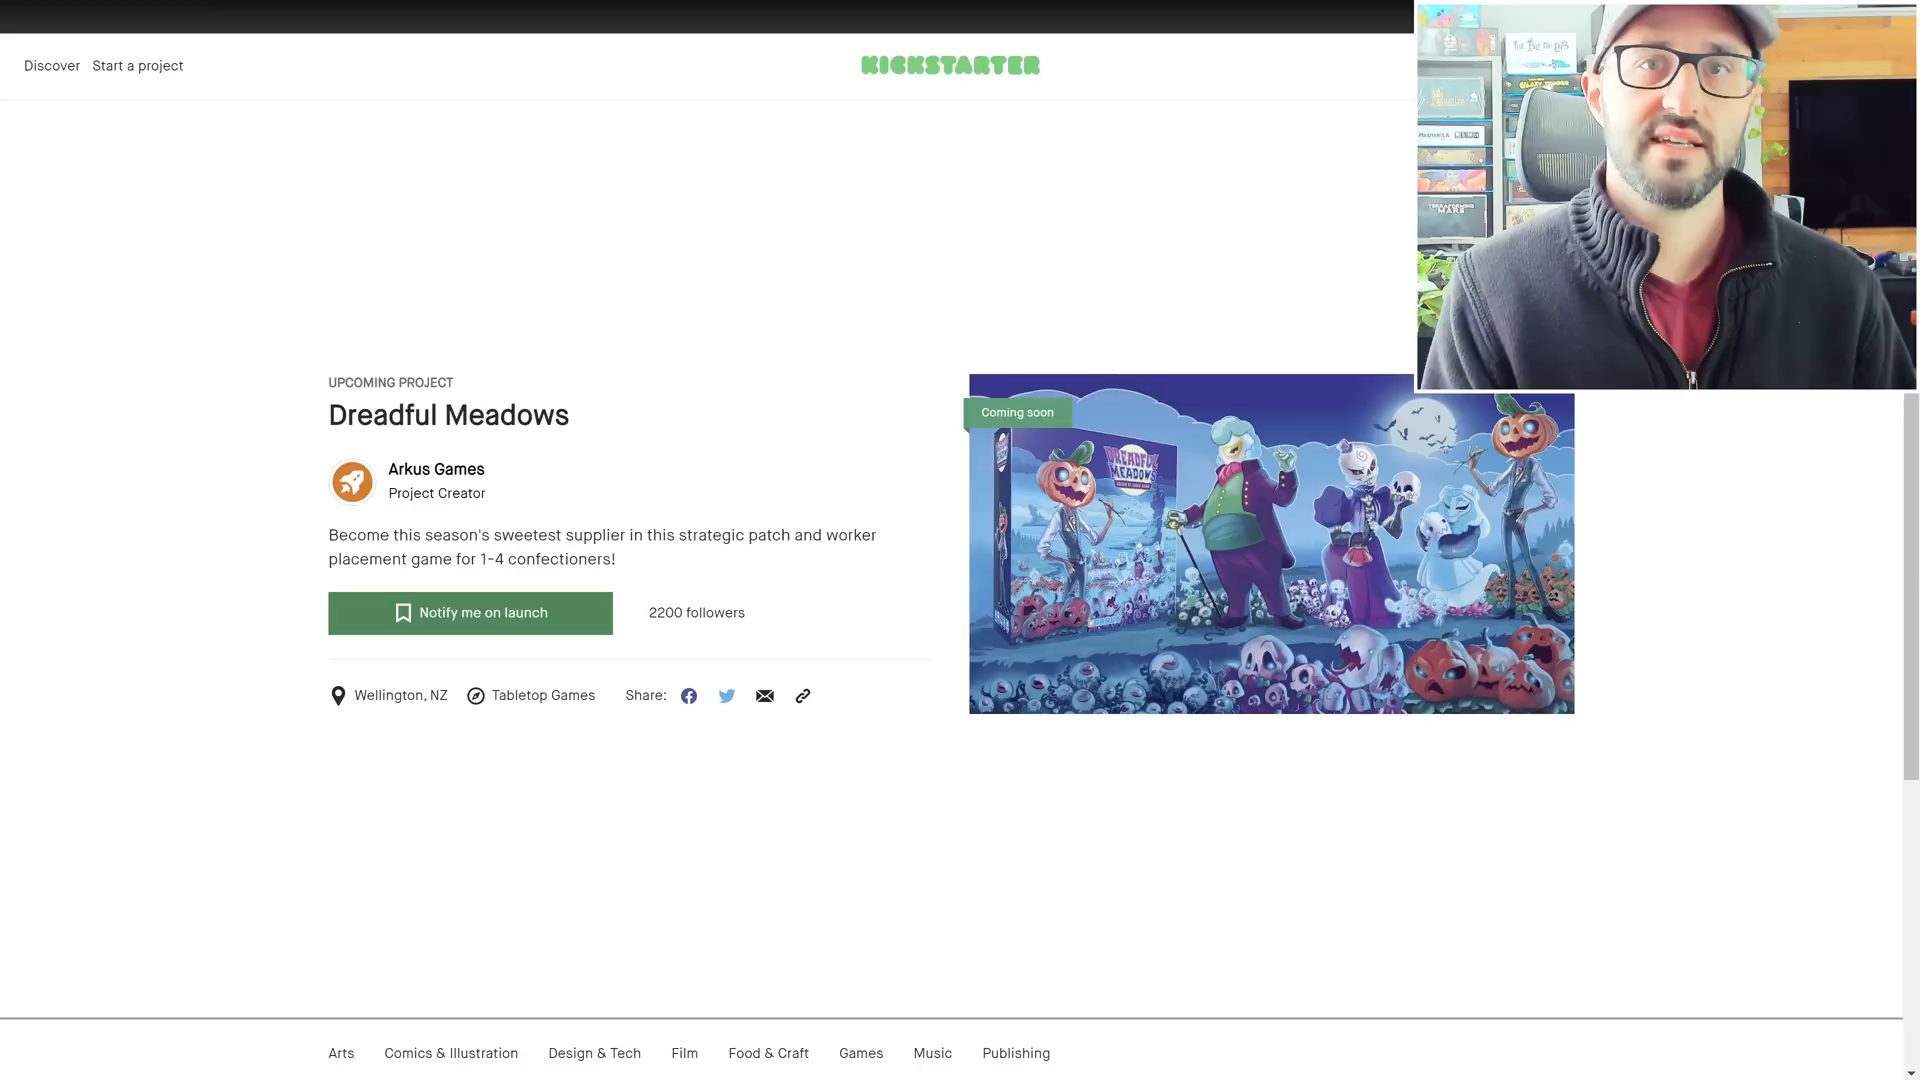 Discover Start a project
KICKSTARTER
UPCOMING PROJECT
Dreadful Meadows
Arkus Games
Project Creator
Become this season's sweetest supplier in this strategic patch and worker
placement game for 1-4 confectioners!
Notify me on launch
2200 followers
Wellington, NZ Tabletop Games Share:
Coming soon
DREADFUL
MEADOWS
TERRAFORMING
MARS
Arts Comics & Illustration Design & Tech Film Food & Craft Games Music Publishing